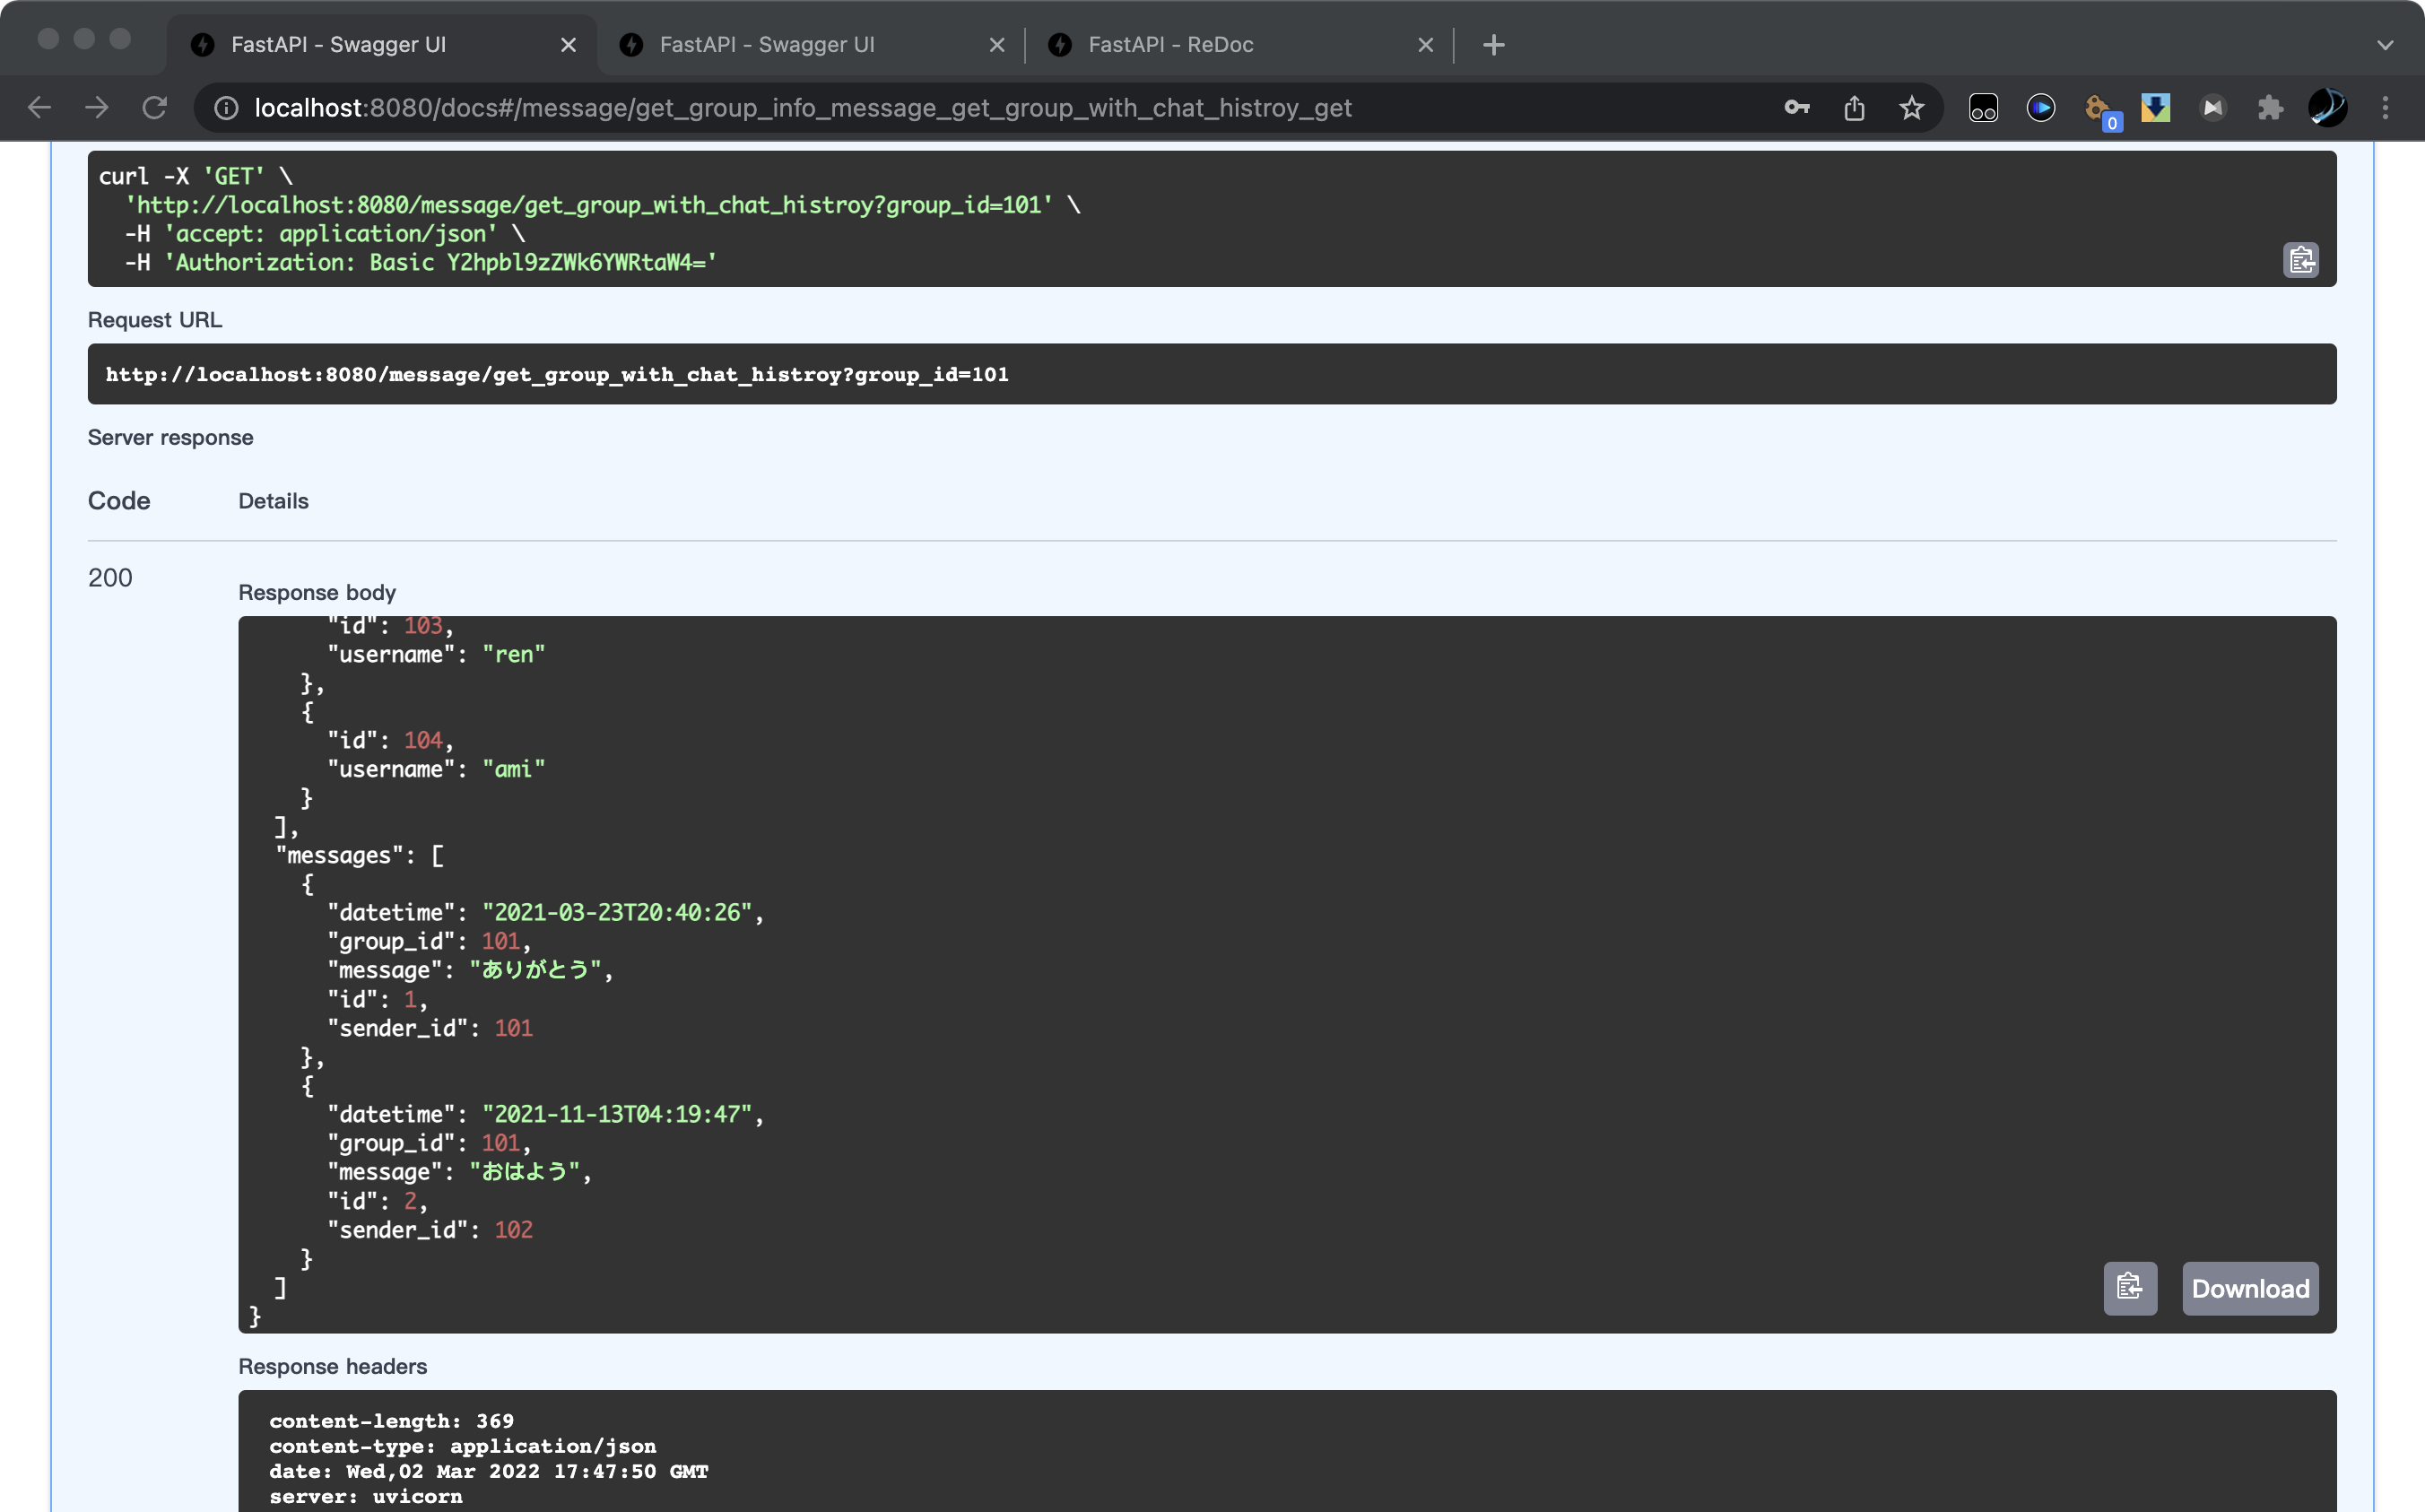 FastAPI - Swagger UI
FastAPI - Swagger UI
FastAPI - ReDoc
localhost:8080/docs#/message/get_group_info_message_get_group_with_chat_histroy_get
0
curl -X 'GET' \
'http://localhost:8080/message/get_group_with_chat_histroy?group_id=101' \
-H 'accept: application/json' \
-H 'Authorization: Basic Y2hpbl9zZWk6YWRtaW4='
Request URL
http://localhost:8080/message/get_group_with_chat_histroy?group_id=101
Server response
Code Details
200
Response body
"id": 103,
"username": "ren"
},
{
"id": 104,
"username": "ami"
}
],
"messages": [
{
"datetime": "2021-03-23T20:40:26",
"group_id": 101,
"message": "ありがとう",
"id": 1,
"sender_id": 101
},
{
"datetime": "2021-11-13T04:19:47",
"group_id": 101,
"message": "おはよう",
"id": 2,
"sender_id": 102
}
]
}
Download
Response headers
content-length: 369
content-type: application/json
date: Wed,02 Mar 2022 17:47:50 GMT
server: uvicorn